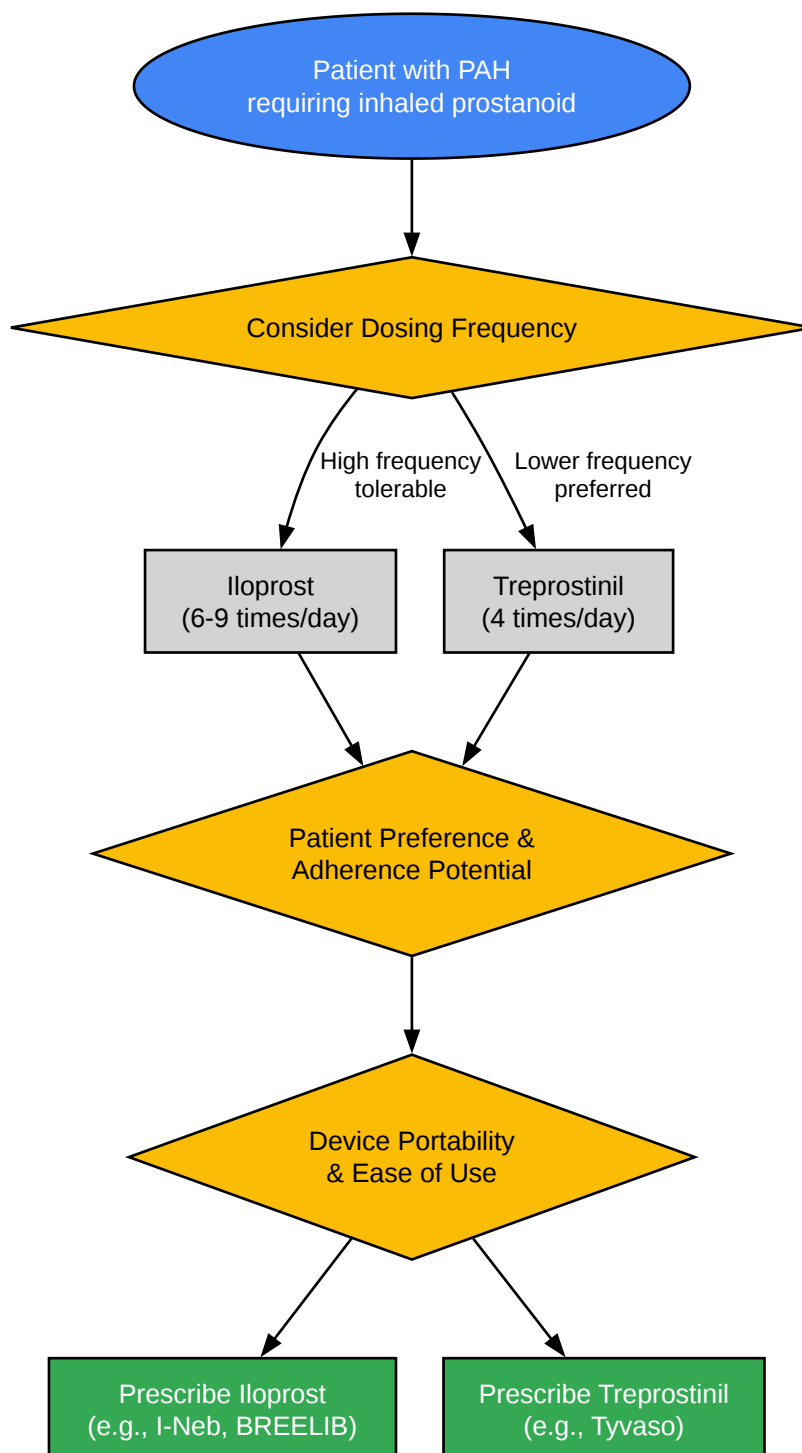 Patient with PAH
requiring inhaled prostanoid
Consider Dosing Frequency
High frequency
tolerable
Lower frequency
preferred
Iloprost
(6-9 times/day)
Treprostinil
(4 times/day)
Patient Preference &
Adherence Potential
Device Portability
& Ease of Use
Prescribe Iloprost
(e.g., I-Neb, BREELIB)
Prescribe Treprostinil
(e.g., Tyvaso)